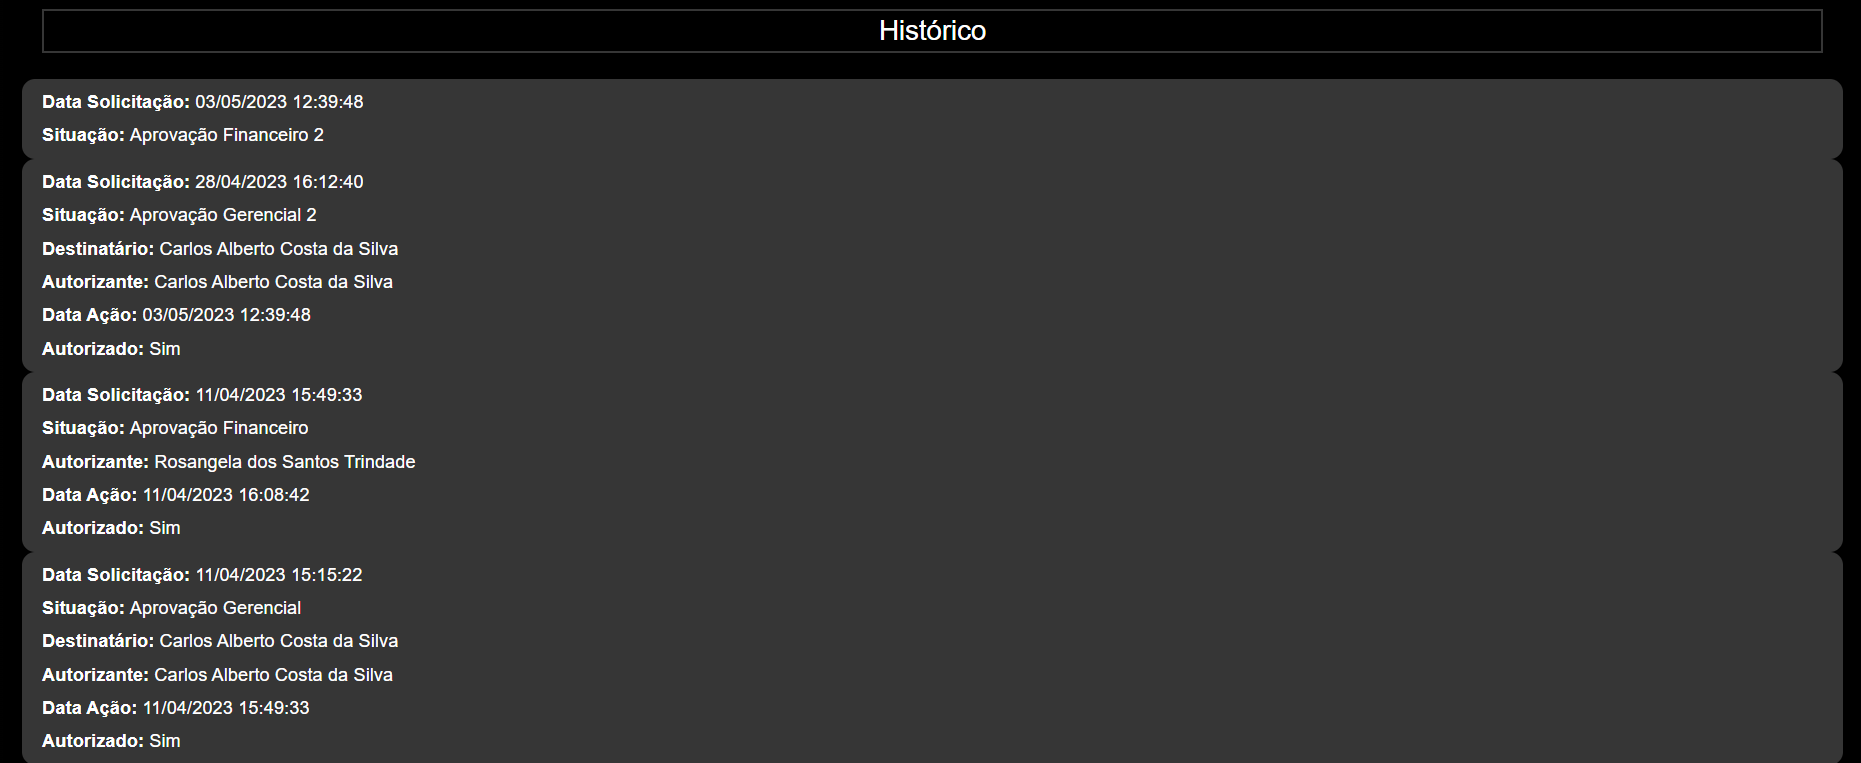 Histórico
Data Solicitação: 03/05/2023 12:39:48
Situação: Aprovação Financeiro 2
Data Solicitação: 28/04/2023 16:12:40
Situação: Aprovação Gerencial 2
Destinatário: Carlos Alberto Costa da Silva
Autorizante: Carlos Alberto Costa da Silva
Data Ação: 03/05/2023 12:39:48
Autorizado: Sim
Data Solicitação: 11/04/2023 15:49:33
Situação: Aprovação Financeiro
Autorizante: Rosangela dos Santos Trindade
Data Ação: 11/04/2023 16:08:42
Autorizado: Sim
Data Solicitação: 11/04/2023 15:15:22
Situação: Aprovação Gerencial
Destinatário: Carlos Alberto Costa da Silva
Autorizante: Carlos Alberto Costa da Silva
Data Ação: 11/04/2023 15:49:33
Autorizado: Sim